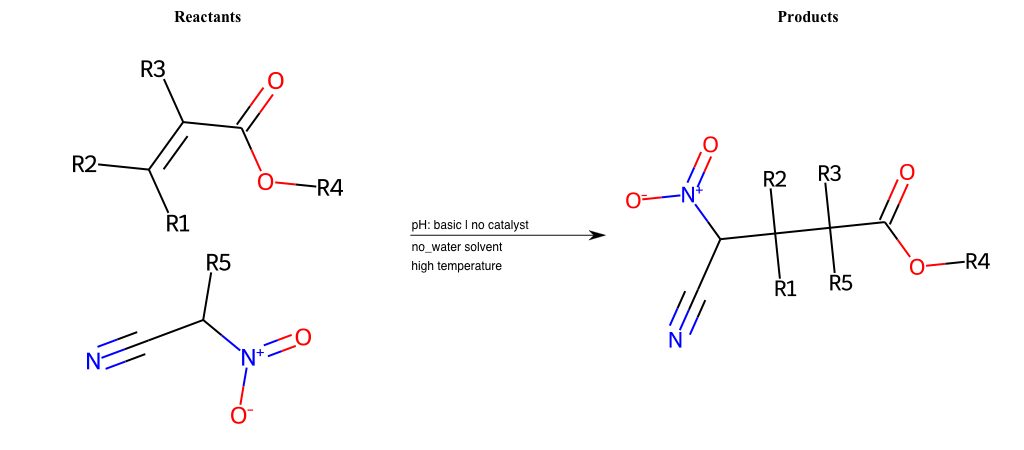 Reactants
Products
R3
O
R2
O
R4
R1
pH: basic | no catalyst
no_water solvent
high temperature
R5
N
N+
O
O-
O
R2
R3
O
O-
N+
R4
O
R1
R5
N